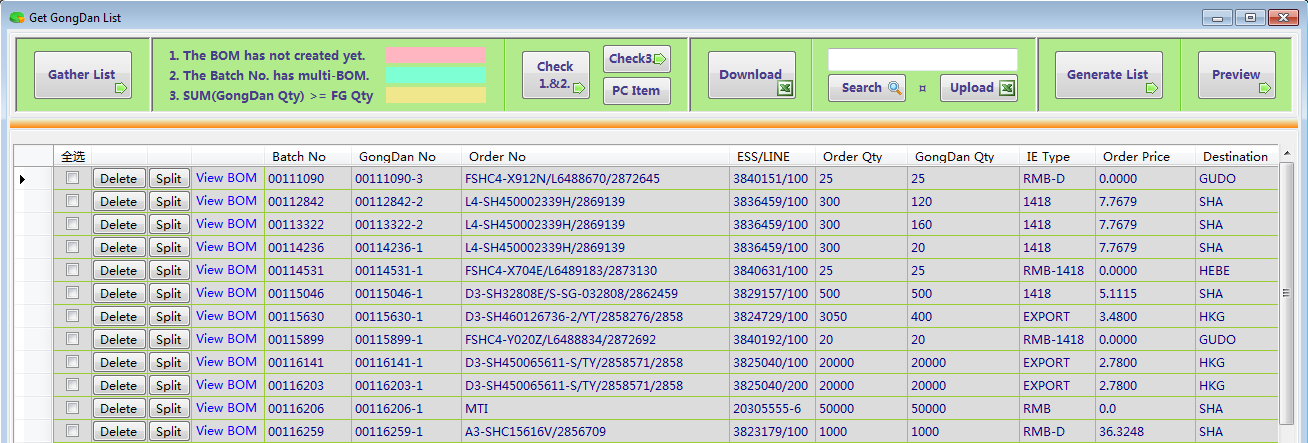 Get GongDan List
Gather List
1. The BOM has not created yet.
2. The Batch No. has multi-BOM.
3. SUM(GongDan Qty) >= FG Qty
Check
1.&2.
Check3.
PC Item
Download
Search ¤ Upload
Generate List
Preview
全选 Batch No GongDan No Order No ESS/LINE Order Qty GongDan Qty IE Type Order Price Destination
Delete Split View BOM 00111090 00111090-3 FSHC4-X912N/L6488670/2872645 3840151/100 25 25 RMB-D 0.0000 GUDO
Delete Split View BOM 00112842 00112842-2 L4-SH450002339H/2869139 3836459/100 300 120 1418 7.7679 SHA
Delete Split View BOM 00113322 00113322-2 L4-SH450002339H/2869139 3836459/100 300 160 1418 7.7679 SHA
Delete Split View BOM 00114236 00114236-1 L4-SH450002339H/2869139 3836459/100 300 20 1418 7.7679 SHA
Delete Split View BOM 00114531 00114531-1 FSHC4-X704E/L6489183/2873130 3840631/100 25 25 RMB-1418 0.0000 HEBE
Delete Split View BOM 00115046 00115046-1 D3-SH32808E/S-SG-032808/2862459 3829157/100 500 500 1418 5.1115 SHA
Delete Split View BOM 00115630 00115630-1 D3-SH460126736-2/YT/2858276/2858 3824729/100 3050 400 EXPORT 3.4800 HKG
Delete Split View BOM 00115899 00115899-1 FSHC4-Y020Z/L6488834/2872692 3840192/100 20 20 RMB-1418 0.0000 GUDO
Delete Split View BOM 00116141 00116141-1 D3-SH450065611-S/TY/2858571/2858 3825040/100 20000 20000 EXPORT 2.7800 HKG
Delete Split View BOM 00116203 00116203-1 D3-SH450065611-S/TY/2858571/2858 3825040/200 20000 20000 EXPORT 2.7800 HKG
Delete Split View BOM 00116206 00116206-1 MTI 20305555-6 50000 50000 RMB 0.0 SHA
Delete Split View BOM 00116259 00116259-1 A3-SHC15616V/2856709 3823179/100 1000 1000 RMB-D 36.3248 SHA